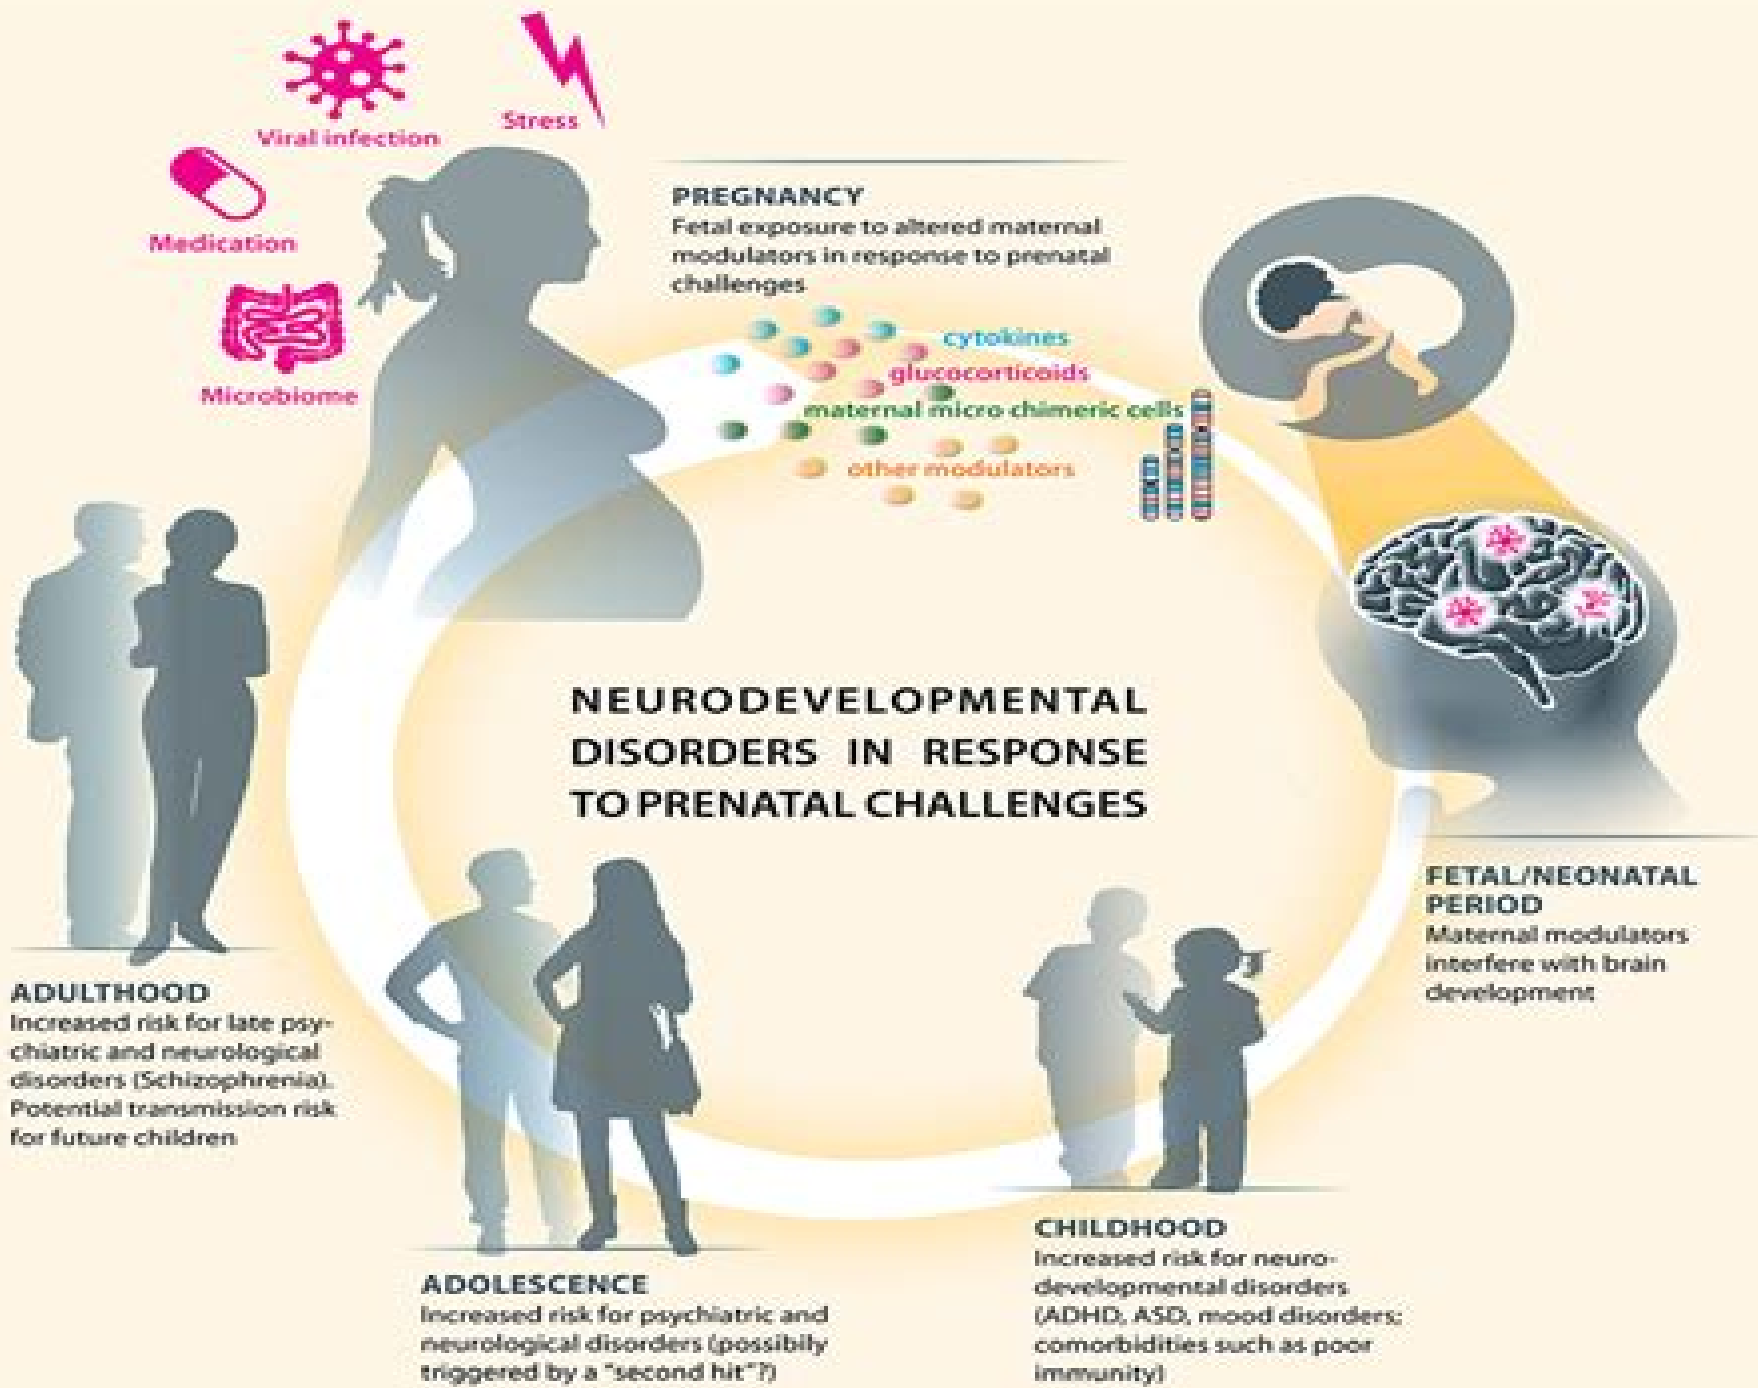 Viral infection
Stress
Medication
Microbiome
PREGNANCY
Fetal exposure to altered maternal
modulators in response to prenatal
challenges
cytokines
glucocorticoids
maternal micro chimeric cells
other modulators
NEURODEVELOPMENTAL
DISORDERS IN RESPONSE
TO PRENATAL CHALLENGES
FETAL/NEONATAL
PERIOD
Maternal modulators
interfere with brain
development
CHILDHOOD
Increased risk for neuro-
developmental disorders
(ADHD, ASD, mood disorders;
comorbidities such as poor
immunity)
ADOLESCENCE
Increased risk for psychiatric and
neurological disorders (possibily
triggered by a "second hit"?)
ADULTHOOD
Increased risk for late psy-
chiatric and neurological
disorders (Schizophrenia).
Potential transmission risk
for future children